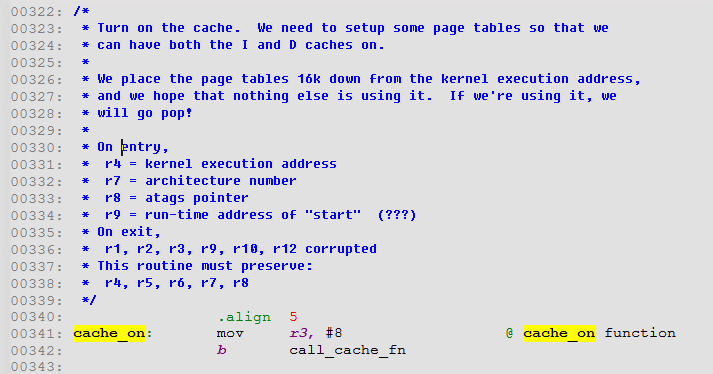 00322: /*
00323:  * Turn on the cache.  We need to setup some page tables so that we
00324:  * can have both the I and D caches on.
00325:  *
00326:  * We place the page tables 16k down from the kernel execution address,
00327:  * and we hope that nothing else is using it.  If we're using it, we
00328:  * will go pop!
00329:  *
00330:  * On entry,
00331:  *  r4 = kernel execution address
00332:  *  r7 = architecture number
00333:  *  r8 = atags pointer
00334:  *  r9 = run-time address of "start"  (???)
00335:  * On exit,
00336:  *  r1, r2, r3, r9, r10, r12 corrupted
00337:  * This routine must preserve:
00338:  *  r4, r5, r6, r7, r8
00339:  */
00340:                  .align  5
00341: cache_on:        mov     r3, #8                  @ cache_on function
00342:                  b       call_cache_fn
00343: